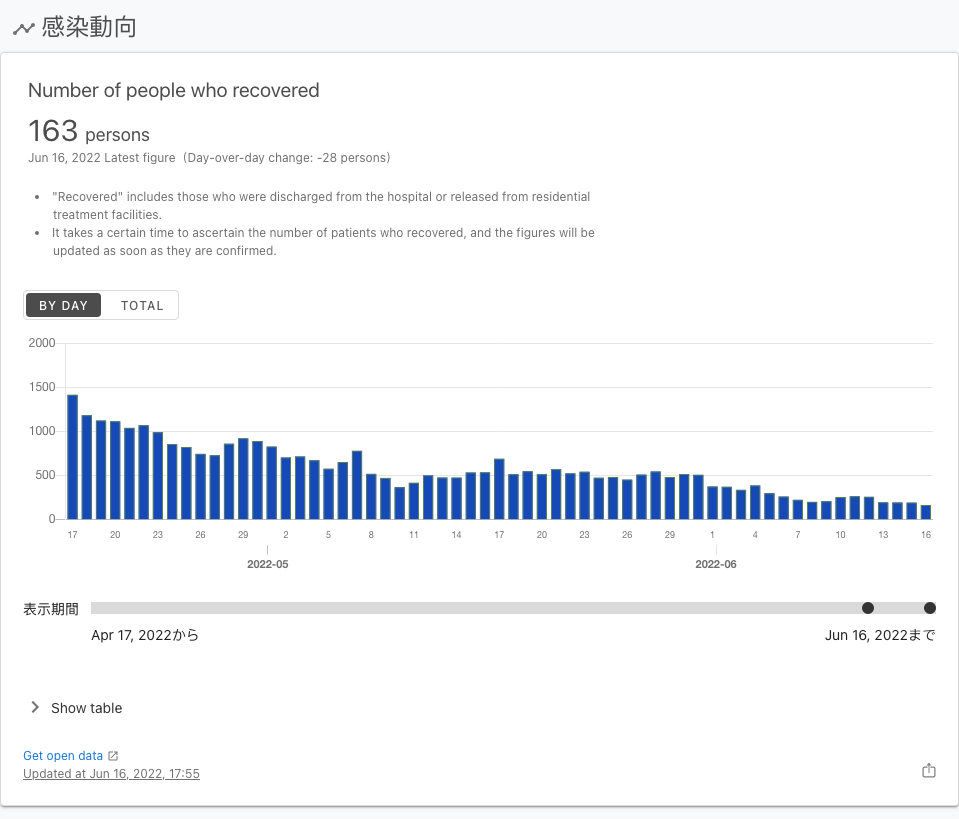 感染動向
Number of people who recovered
163 persons
Jun 16, 2022 Latest figure (Day-over-day change: -28 persons)
"Recovered" includes those who were discharged from the hospital or released from residential
treatment facilities.
It takes a certain time to ascertain the number of patients who recovered, and the figures will be
updated as soon as they are confirmed.
BY DAY TOTAL
2000
1500
1000
500
0
17 20 23 26 29 2 5 8 11 14 17 20 23 26 29 1 4 7 10 13 16
2022-05 2022-06
表示期間
Apr 17, 2022から Jun 16, 2022まで
Show table
Get open data
Updated at Jun 16, 2022, 17:55